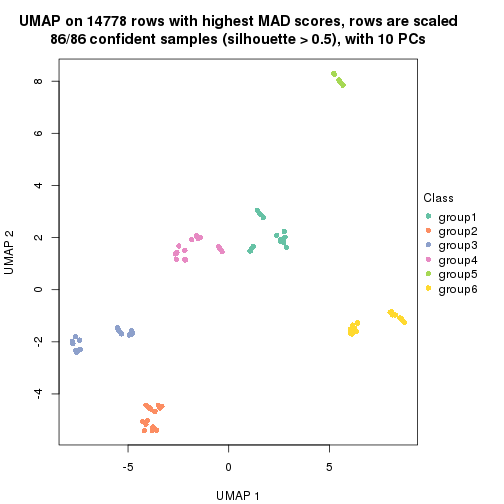 UMAP on 14778 rows with highest MAD scores, rows are scaled
86/86 confident samples (silhouette > 0.5), with 10 PCs
8
6
4
2
0
-2
-4
UMAP 2
-5
0
5
UMAP 1
Class
group1
group2
group3
group4
group5
group6